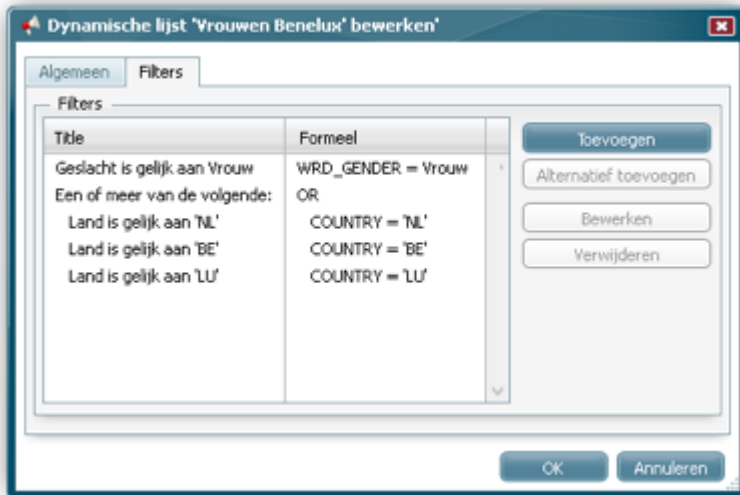 Dynamische lijst 'Vrouwen Benelux' bewerken'
Algemeen Filters
Filters
Title Formeel
Geslacht is gelijk aan Vrouw WRD_GENDER = Vrouw
Een of meer van de volgende: OR
Land is gelijk aan 'NL' COUNTRY = 'NL'
Land is gelijk aan 'BE' COUNTRY = 'BE'
Land is gelijk aan 'LU' COUNTRY = 'LU'
Toevoegen
Alternatief toevoegen
Bewerken
Verwijderen
OK Annuleren